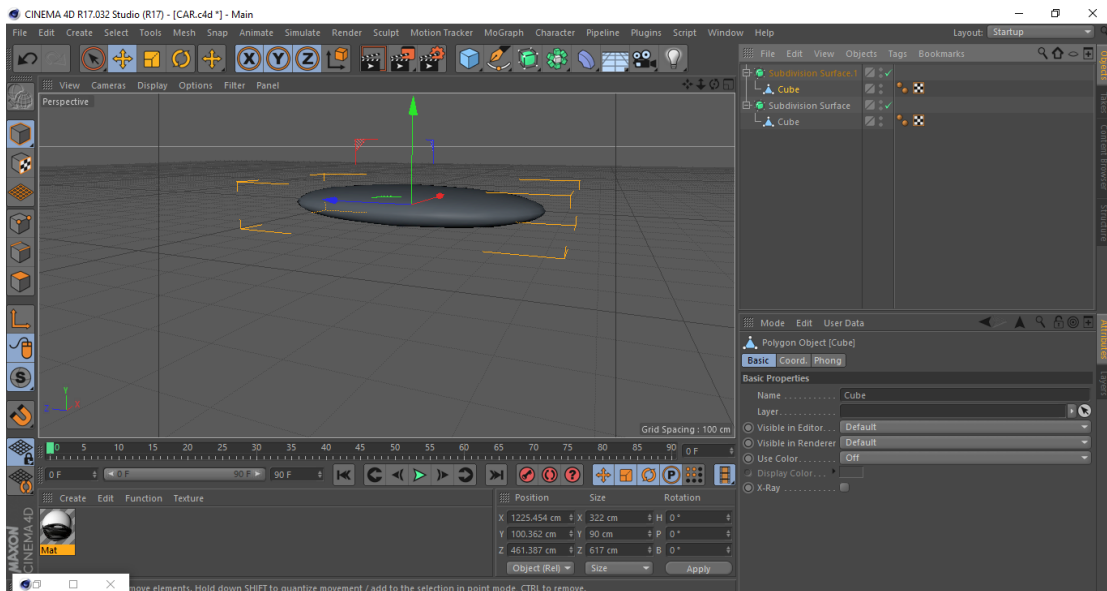 CINEMA 4D R17.032 Studio (R17) - [CAR.c4d *] - Main
File Edit Create Select Tools Mesh Snap Animate Simulate Render Sculpt Motion Tracker MoGraph Character Pipeline Plugins Script Window Help Layout: Startup
File Edit View Objects Tags Bookmarks
Subdivision Surface.1
Cube
Subdivision Surface
Cube
View Cameras Display Options Filter Panel
Perspective
X Y Z
Y
Z X
Grid Spacing : 100 cm
Objects
Takes
Content Browser
Structure
0 5 10 15 20 25 30 35 40 45 50 55 60 65 70 75 80 85 90 0 F
0 F 0 F 90 F 90 F
Create Edit Function Texture
Mat
MAXON
CINEMA 4D
Position Size Rotation
X 1225.454 cm X 322 cm H 0°
Y 100.362 cm Y 90 cm P 0°
Z 461.387 cm Z 617 cm B 0°
Object (Rel) Size Apply
Mode Edit User Data
Polygon Object [Cube]
Basic Coord. Phong
Basic Properties
Name Cube
Layer
Visible in Editor Default
Visible in Renderer Default
Use Color Off
Display Color
X-Ray
Attributes
Layers
move elements. Hold down SHIFT to quantize movement / add to the selection in point mode, CTRL to remove.